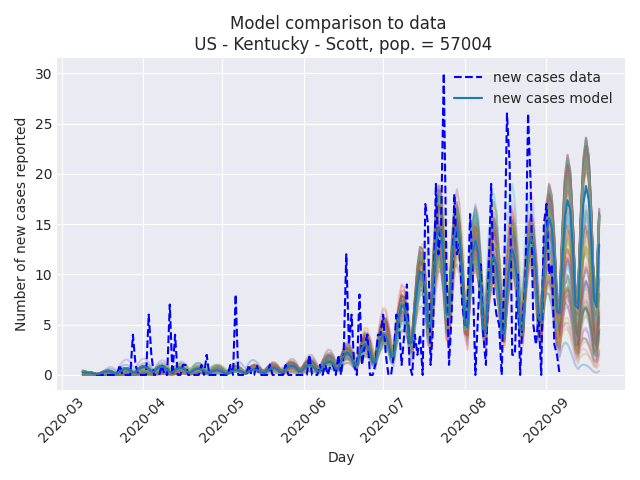 Model comparison to data
US - Kentucky - Scott, pop. = 57004
new cases data
new cases model
Number of new cases reported
30
25
20
15
10
5
0
2020-03
2020-04
2020-05
2020-06
2020-07
2020-08
2020-09
Day